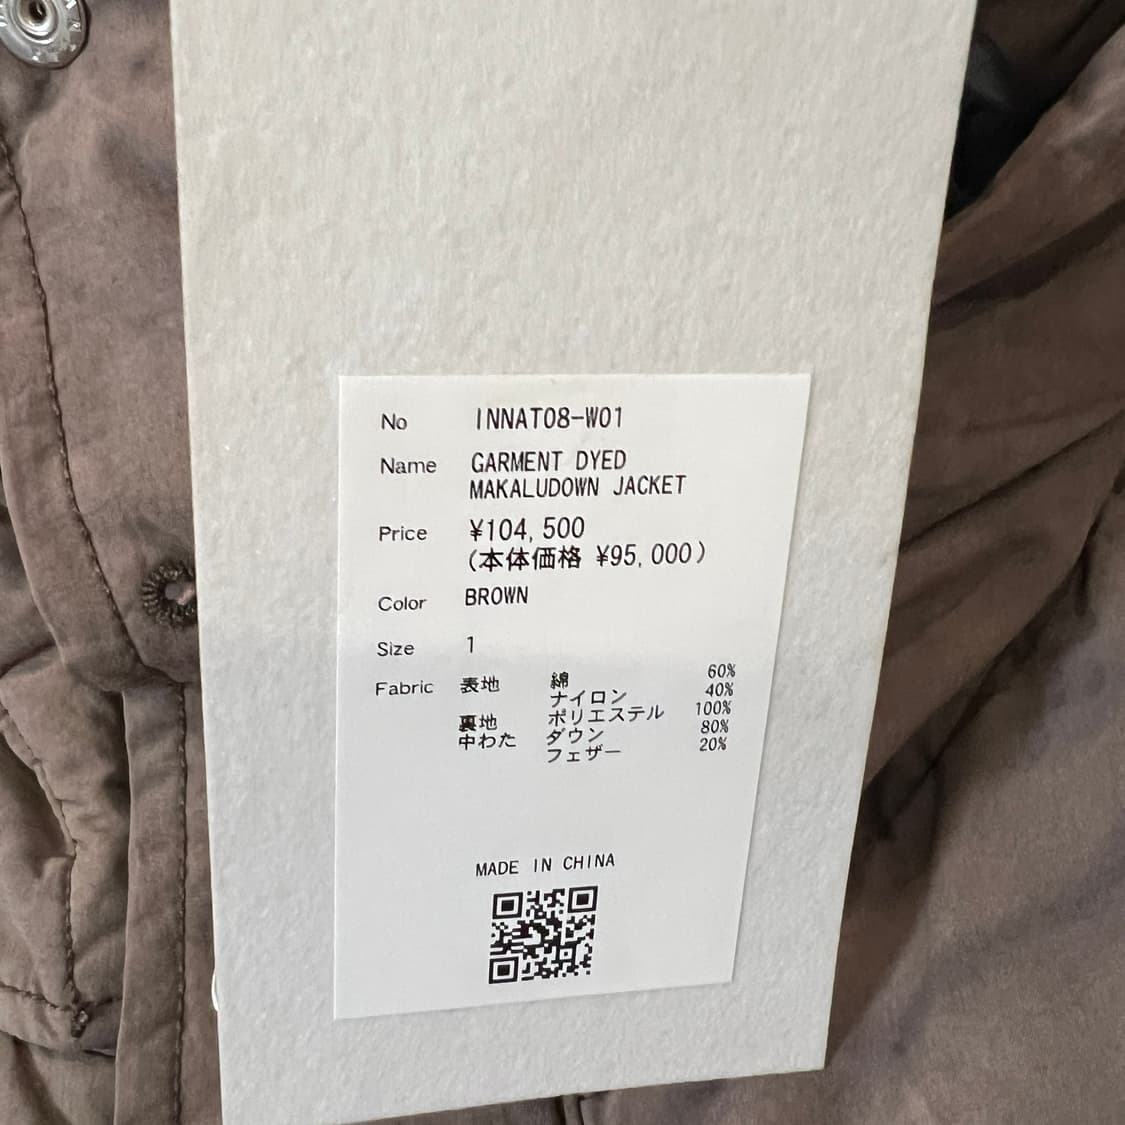 No INNAT08-W01
Name GARMENT DYED
MAKALUDOWN JACKET
Price ¥104,500
(本体価格 ¥95,000)
Color BROWN
Size 1
Fabric 表地 綿 60%
ナイロン 40%
裏地 ポリエステル 100%
中わた ダウン 80%
フェザー 20%
MADE IN CHINA